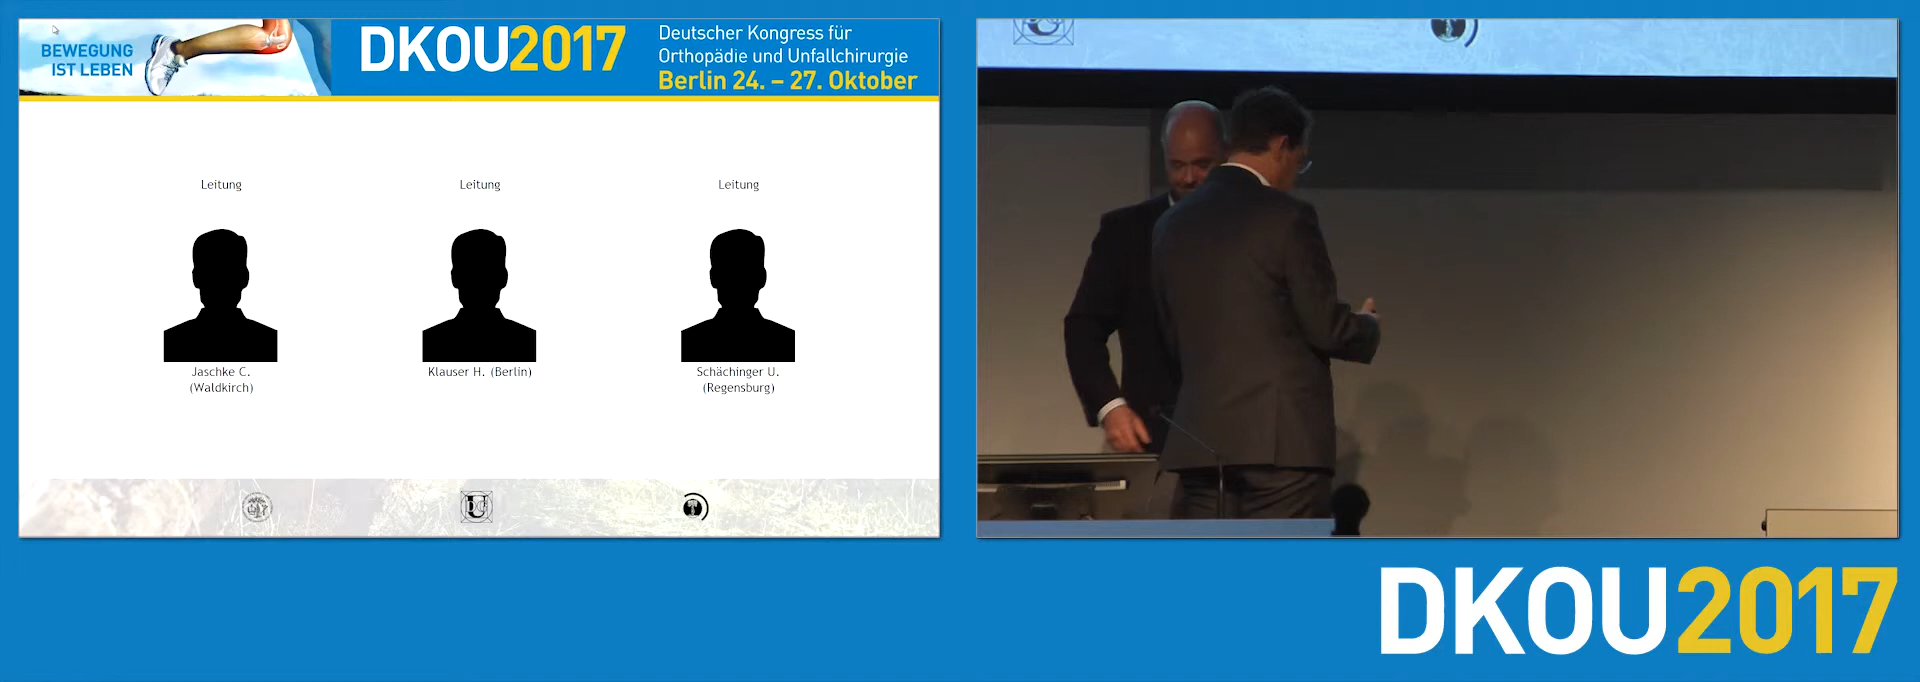 BEWEGUNG
IST LEBEN
DKOU2017
Deutscher Kongress für
Orthopädie und Unfallchirurgie
Berlin 24. – 27. Oktober
Leitung
Leitung
Leitung
Jaschke C.
(Waldkirch)
Klauser H. (Berlin)
Schächinger U.
(Regensburg)
DKOU2017